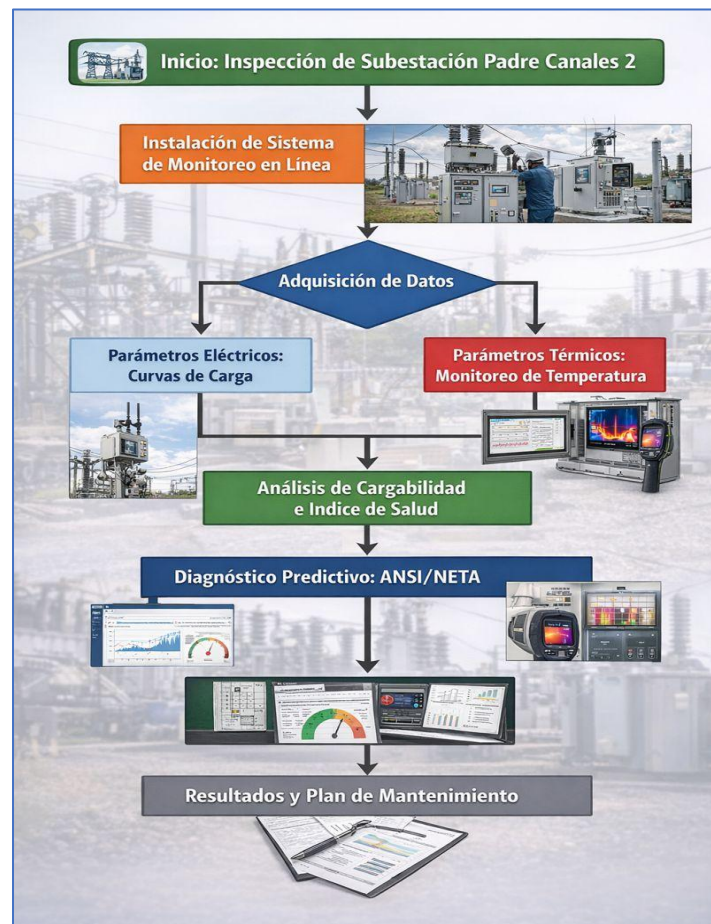 Inicio: Inspección de Subestación Padre Canales 2
Instalación de Sistema
de Monitoreo en Línea
Adquisición de Datos
Parámetros Eléctricos:
Curvas de Carga
Parámetros Térmicos:
Monitoreo de Temperatura
Análisis de Cargabilidad
e Indice de Salud
Diagnóstico Predictivo: ANSI/NETA
Resultados y Plan de Mantenimiento